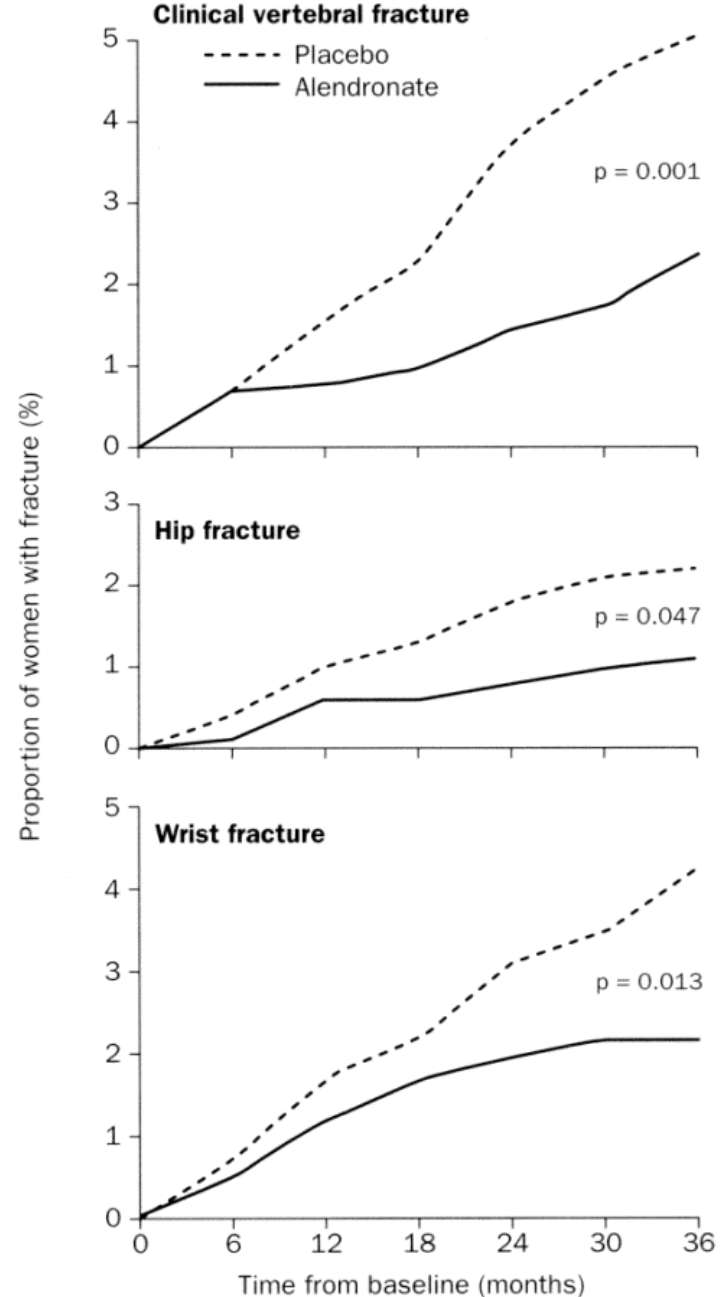 Clinical vertebral fracture
Placebo
Alendronate
5
4
3
2
1
0
p = 0.001
Hip fracture
3
2
1
0
p = 0.047
Wrist fracture
5
4
3
2
1
0
p = 0.013
0 6 12 18 24 30 36
Time from baseline (months)
Proportion of women with fracture (%)